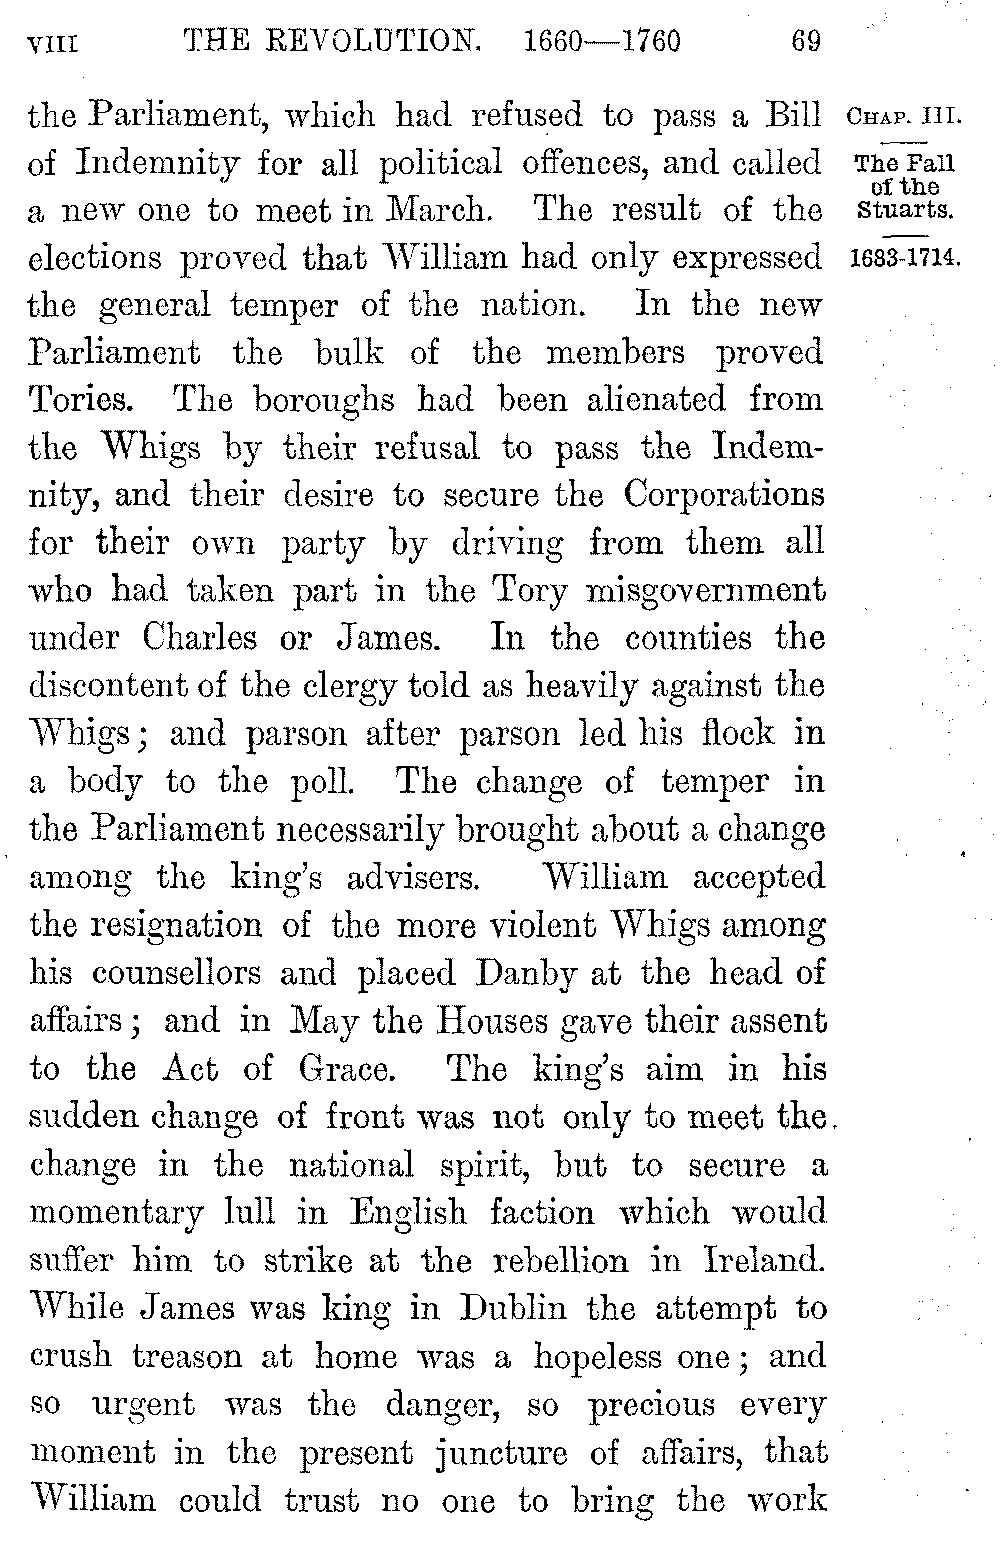 VIII THE REVOLUTION. 1660—1760 69
the Parliament, which had refused to pass a Bill
of Indemnity for all political offences, and called
a new one to meet in March. The result of the
elections proved that William had only expressed
the general temper of the nation. In the new
Parliament the bulk of the members proved
Tories. The boroughs had been alienated from
the Whigs by their refusal to pass the Indem-
nity, and their desire to secure the Corporations
for their own party by driving from them all
who had taken part in the Tory misgovernment
under Charles or James. In the counties the
discontent of the clergy told as heavily against the
Whigs; and parson after parson led his flock in
a body to the poll. The change of temper in
the Parliament necessarily brought about a change
among the king's advisers. William accepted
the resignation of the more violent Whigs among
his counsellors and placed Danby at the head of
affairs; and in May the Houses gave their assent
to the Act of Grace. The king's aim in his
sudden change of front was not only to meet the
change in the national spirit, but to secure a
momentary lull in English faction which would
suffer him to strike at the rebellion in Ireland.
While James was king in Dublin the attempt to
crush treason at home was a hopeless one; and
so urgent was the danger, so precious every
moment in the present juncture of affairs, that
William could trust no one to bring the work
CHAP. III.
The Fall
of the
Stuarts.
1683-1714.